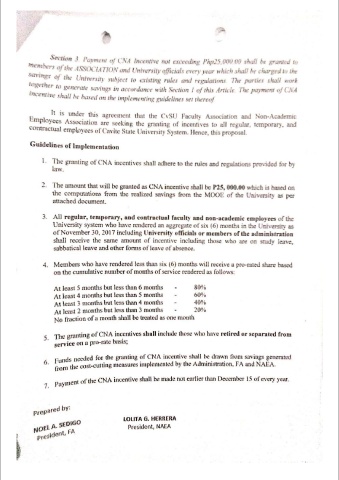 Section 3. Payment of CNA Incentive not exceeding Php25,000.00 shall be granted to
members of the ASSOCIATION and University officials every year which shall be charged to the
savings of the University subject to existing rules and regulations. The parties shall work
together to generate savings in accordance with Section 1 of this Article. The payment of CNA
Incentive shall be based on the implementing guidelines set thereof
It is under this agreement that the CvSU Faculty Association and Non-Academic
Employees Association are seeking the granting of incentives to all regular, temporary, and
contractual employees of Cavite State University System. Hence, this proposal.
Guidelines of Implementation
1. The granting of CNA incentives shall adhere to the rules and regulations provided for by
law.
2. The amount that will be granted as CNA incentive shall be P25, 000.00 which is based on
the computations from the realized savings from the MOOE of the University as per
attached document.
3. All regular, temporary, and contractual faculty and non-academic employees of the
University system who have rendered an aggregate of six (6) months in the University as
of November 30, 2017 including University officials or members of the administration
shall receive the same amount of incentive including those who are on study leave,
sabbatical leave and other forms of leave of absence.
4. Members who have rendered less than six (6) months will receive a pro-rated share based
on the cumulative number of months of service rendered as follows:
At least 5 months but less than 6 months - 80%
At least 4 months but less than 5 months - 60%
At least 3 months but less than 4 months - 40%
At least 2 months but less than 3 months - 20%
No fraction of a month shall be treated as one month
5. The granting of CNA incentives shall include those who have retired or separated from
service on a pro-rate basis;
6. Funds needed for the granting of CNA incentive shall be drawn from savings generated
from the cost-cutting measures implemented by the Administration, FA and NAEA.
7. Payment of the CNA incentive shall be made not earlier than December 15 of every year.
Prepared by:
NOEL A. SEDIGO
President, FA
LOLITA G. HERRERA
President, NAEA